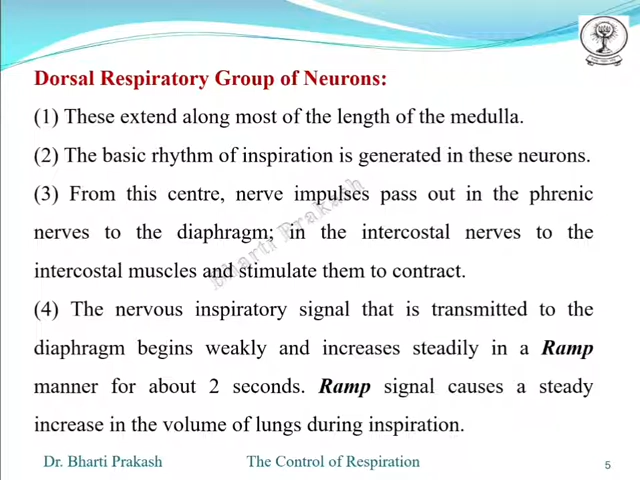 Dorsal Respiratory Group of Neurons:
(1) These extend along most of the length of the medulla.
(2) The basic rhythm of inspiration is generated in these neurons.
(3) From this centre, nerve impulses pass out in the phrenic
nerves to the diaphragm; in the intercostal nerves to the
intercostal muscles and stimulate them to contract.
(4) The nervous inspiratory signal that is transmitted to the
diaphragm begins weakly and increases steadily in a Ramp
manner for about 2 seconds. Ramp signal causes a steady
increase in the volume of lungs during inspiration.
Bharti Prakash
Dr. Bharti Prakash The Control of Respiration 5